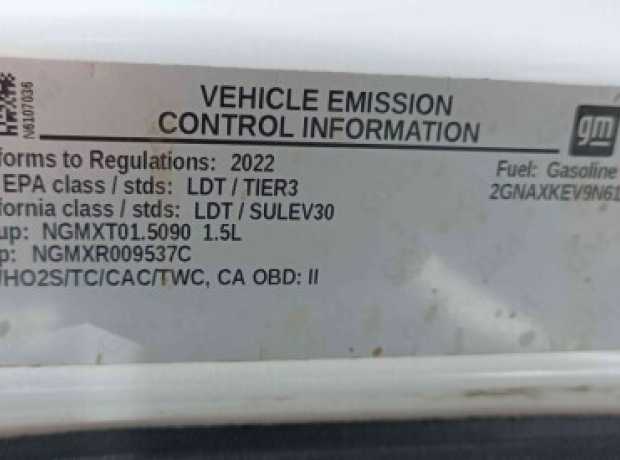 VEHICLE EMISSION
CONTROL INFORMATION
gm
N6107036
forms to Regulations: 2022
EPA class / stds: LDT / TIER3
ifornia class / stds: LDT / SULEV30
up: NGMXT01.5090 1.5L
p: NGMXR009537C
/HO2S/TC/CAC/TWC, CA OBD: II
Fuel: Gasoline
2GNAXKEV9N61